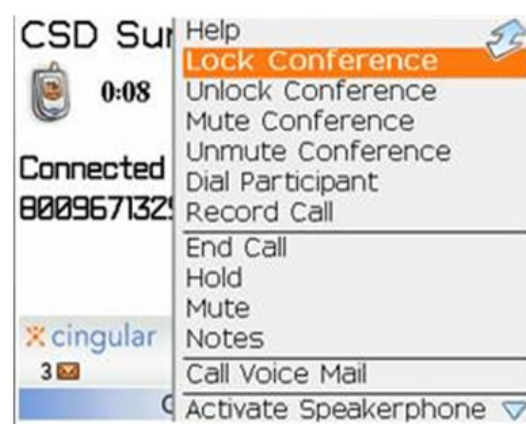 CSD Sur
0:08
Connected
800967132
cingular
3
Help
Lock Conference
Unlock Conference
Mute Conference
Unmute Conference
Dial Participant
Record Call
End Call
Hold
Mute
Notes
Call Voice Mail
Activate Speakerphone